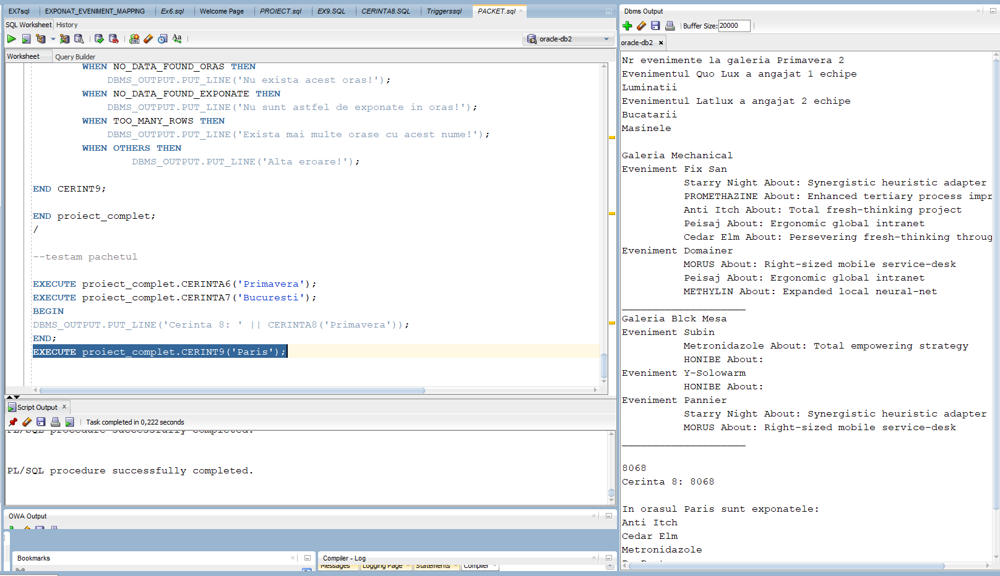 EX7sql EXPONAT_EVENIMENT_MAPPING Ex6.sql Welcome Page PROIECT.sql EX9.SQL CERINTA8.SQL Triggerssql PACKET.sql
SQL Worksheet History
oracle-db2
Worksheet Query Builder
WHEN NO_DATA_FOUND_ORAS THEN
DBMS_OUTPUT.PUT_LINE('Nu exista acest oras!');
WHEN NO_DATA_FOUND_EXPONATE THEN
DBMS_OUTPUT.PUT_LINE('Nu sunt astfel de exponate in oras!');
WHEN TOO_MANY_ROWS THEN
DBMS_OUTPUT.PUT_LINE('Exista mai multe orase cu acest nume!');
WHEN OTHERS THEN
DBMS_OUTPUT.PUT_LINE('Alta eroare!');
END CERINT9;
END proiect_complet;
/
--testam pachetul
EXECUTE proiect_complet.CERINTA6('Primavera');
EXECUTE proiect_complet.CERINTA7('Bucuresti');
BEGIN
DBMS_OUTPUT.PUT_LINE('Cerinta 8: ' || CERINTA8('Primavera'));
END;
EXECUTE proiect_complet.CERINT9('Paris');
Script Output
Task completed in 0,222 seconds
PL/SQL procedure successfully completed.
PL/SQL procedure successfully completed.
OWA Output
Bookmarks
Compiler - Log
Messages Logging Page Statements Compiler
Dbms Output
Buffer Size: 20000
oracle-db2
Nr evenimente la galeria Primavera 2
Evenimentul Quo Lux a angajat 1 echipe
Luminatii
Evenimentul Latlux a angajat 2 echipe
Bucatarii
Masinele
Galeria Mechanical
Eveniment Fix San
Starry Night About: Synergistic heuristic adapter
PROMETHAZINE About: Enhanced tertiary process impr
Anti Itch About: Total fresh-thinking project
Peisaj About: Ergonomic global intranet
Cedar Elm About: Persevering fresh-thinking throug
Eveniment Domainer
MORUS About: Right-sized mobile service-desk
Peisaj About: Ergonomic global intranet
METHYLIN About: Expanded local neural-net
____________________
Galeria Blck Mesa
Eveniment Subin
Metronidazole About: Total empowering strategy
HONIBE About:
Eveniment Y-Solowarm
HONIBE About:
Eveniment Pannier
Starry Night About: Synergistic heuristic adapter
MORUS About: Right-sized mobile service-desk
____________________
8068
Cerinta 8: 8068
In orasul Paris sunt exponatele:
Anti Itch
Cedar Elm
Metronidazole